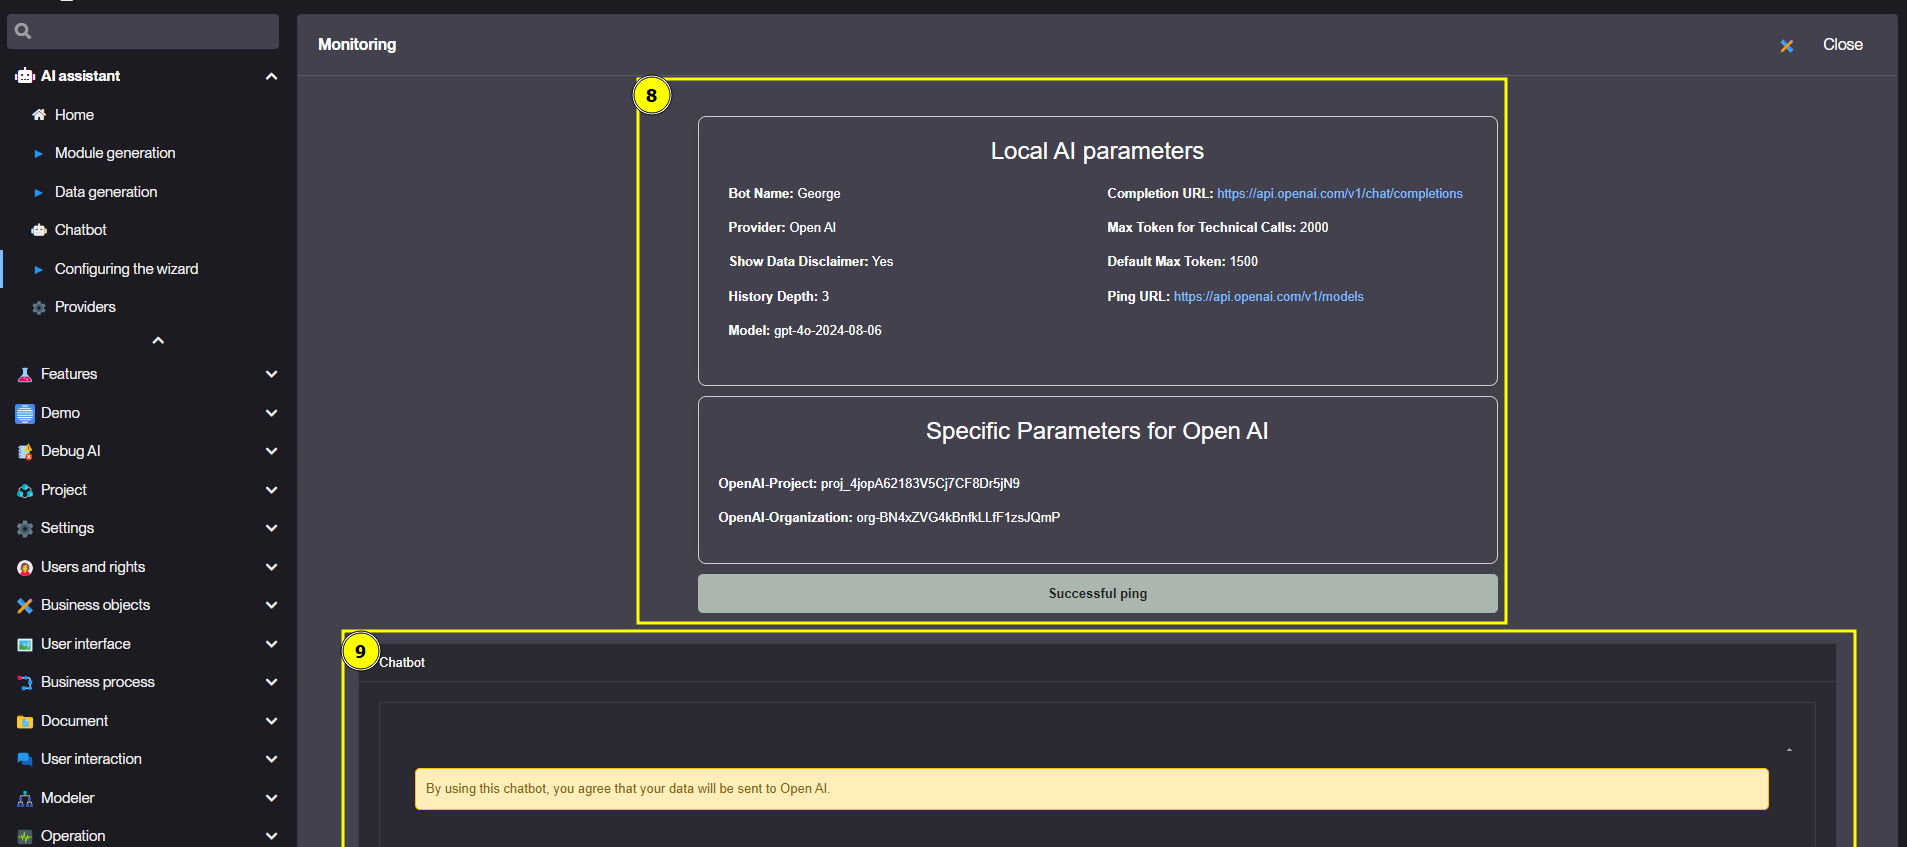 AI assistant
Home
Module generation
Data generation
Chatbot
Configuring the wizard
Providers
Features
Demo
Debug AI
Project
Settings
Users and rights
Business objects
User interface
Business process
Document
User interaction
Modeler
Operation
Monitoring
Close
8
Local AI parameters
Bot Name: George
Provider: Open AI
Show Data Disclaimer: Yes
History Depth: 3
Model: gpt-4o-2024-08-06
Completion URL: https://api.openai.com/v1/chat/completions
Max Token for Technical Calls: 2000
Default Max Token: 1500
Ping URL: https://api.openai.com/v1/models
Specific Parameters for Open AI
OpenAI-Project: proj_4jopA62183V5Cj7CF8Dr5jN9
OpenAI-Organization: org-BN4xZVG4kBnfkLLfF1zsJQmP
Successful ping
9
Chatbot
By using this chatbot, you agree that your data will be sent to Open AI.